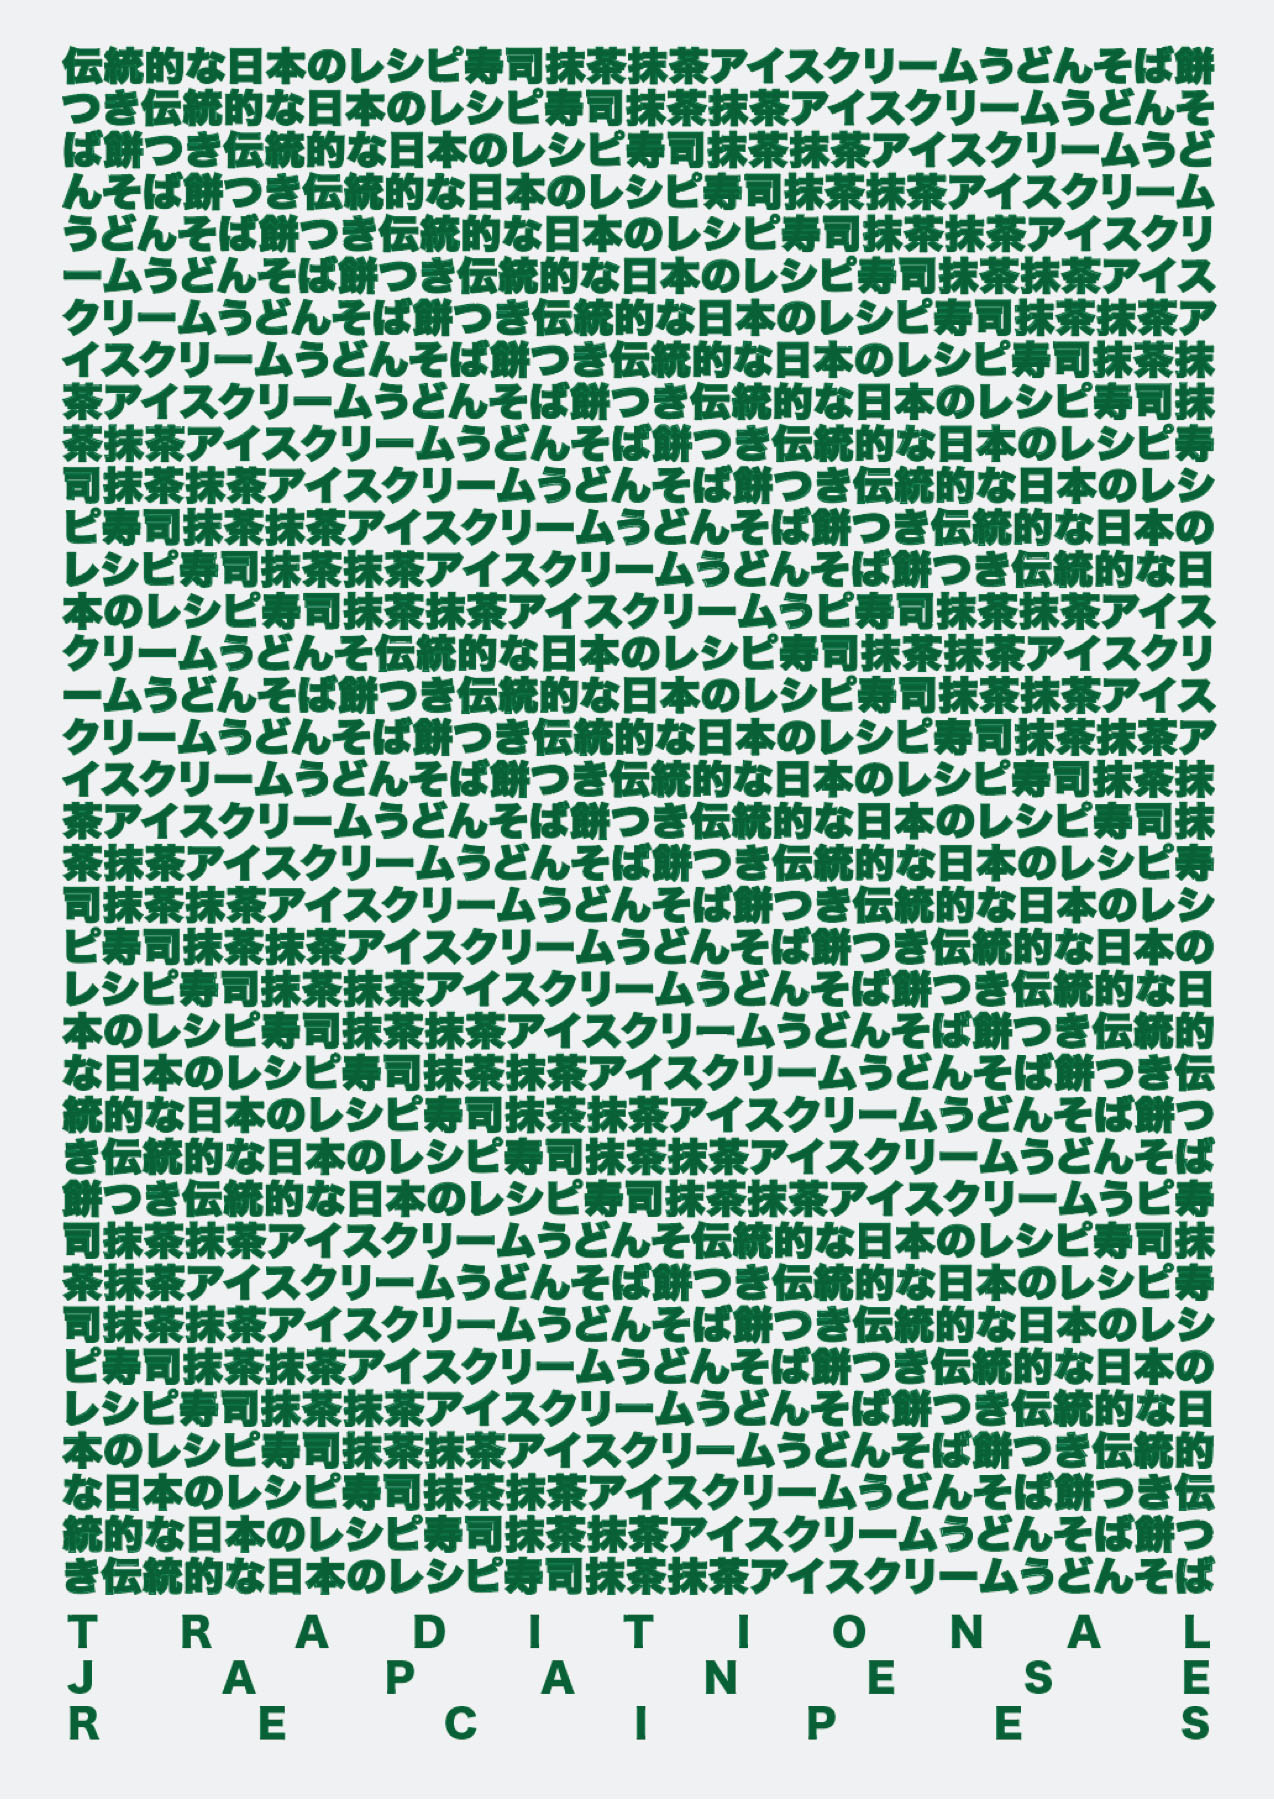 伝統的な日本のレシピ寿司抹茶抹茶アイスクリームうどんそば餅
つき伝統的な日本のレシピ寿司抹茶抹茶アイスクリームうどんそ
ば餅つき伝統的な日本のレシピ寿司抹茶抹茶アイスクリームうど
んそば餅つき伝統的な日本のレシピ寿司抹茶抹茶アイスクリーム
うどんそば餅つき伝統的な日本のレシピ寿司抹茶抹茶アイスクリ
ームうどんそば餅つき伝統的な日本のレシピ寿司抹茶抹茶アイス
クリームうどんそば餅つき伝統的な日本のレシピ寿司抹茶抹茶ア
イスクリームうどんそば餅つき伝統的な日本のレシピ寿司抹茶抹
茶アイスクリームうどんそば餅つき伝統的な日本のレシピ寿司抹
茶抹茶アイスクリームうどんそば餅つき伝統的な日本のレシピ寿
司抹茶抹茶アイスクリームうどんそば餅つき伝統的な日本のレシ
ピ寿司抹茶抹茶アイスクリームうどんそば餅つき伝統的な日本の
レシピ寿司抹茶抹茶アイスクリームうどんそば餅つき伝統的な日
本のレシピ寿司抹茶抹茶アイスクリームうピ寿司抹茶抹茶アイス
クリームうどんそ伝統的な日本のレシピ寿司抹茶抹茶アイスクリ
ームうどんそば餅つき伝統的な日本のレシピ寿司抹茶抹茶アイス
クリームうどんそば餅つき伝統的な日本のレシピ寿司抹茶抹茶ア
イスクリームうどんそば餅つき伝統的な日本のレシピ寿司抹茶抹
茶アイスクリームうどんそば餅つき伝統的な日本のレシピ寿司抹
茶抹茶アイスクリームうどんそば餅つき伝統的な日本のレシピ寿
司抹茶抹茶アイスクリームうどんそば餅つき伝統的な日本のレシ
ピ寿司抹茶抹茶アイスクリームうどんそば餅つき伝統的な日本の
レシピ寿司抹茶抹茶アイスクリームうどんそば餅つき伝統的な日
本のレシピ寿司抹茶抹茶アイスクリームうどんそば餅つき伝統的
な日本のレシピ寿司抹茶抹茶アイスクリームうどんそば餅つき伝
統的な日本のレシピ寿司抹茶抹茶アイスクリームうどんそば餅つ
き伝統的な日本のレシピ寿司抹茶抹茶アイスクリームうどんそば
餅つき伝統的な日本のレシピ寿司抹茶抹茶アイスクリームうピ寿
司抹茶抹茶アイスクリームうどんそ伝統的な日本のレシピ寿司抹
茶抹茶アイスクリームうどんそば餅つき伝統的な日本のレシピ寿
司抹茶抹茶アイスクリームうどんそば餅つき伝統的な日本のレシ
ピ寿司抹茶抹茶アイスクリームうどんそば餅つき伝統的な日本の
レシピ寿司抹茶抹茶アイスクリームうどんそば餅つき伝統的な日
本のレシピ寿司抹茶抹茶アイスクリームうどんそば餅つき伝統的
な日本のレシピ寿司抹茶抹茶アイスクリームうどんそば餅つき伝
統的な日本のレシピ寿司抹茶抹茶アイスクリームうどんそば餅つ
き伝統的な日本のレシピ寿司抹茶抹茶アイスクリームうどんそば
TRADITIONAL
JAPANESE
RECIPES